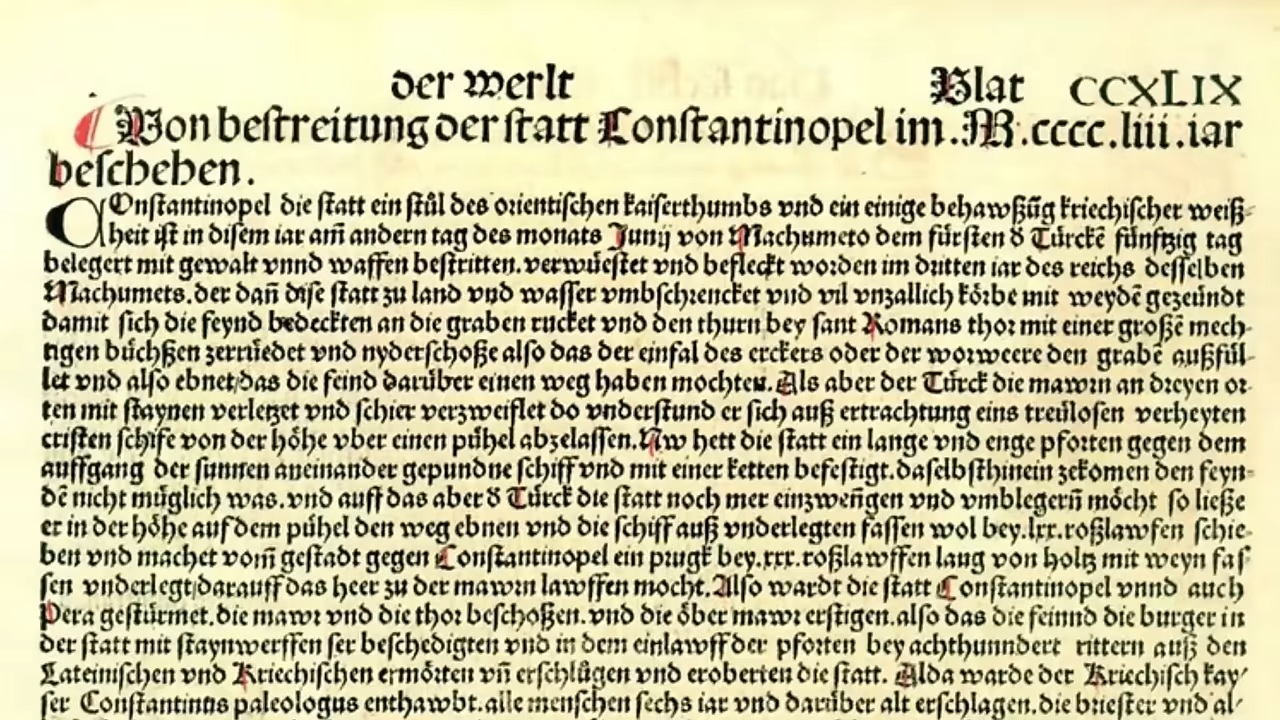 der werlt Blat CCXLIX
Von bestreitung der statt Constantinopel im .M.cccc.liii.iar
beschehen.
COnstantinopel die statt ein stůl des orientischen kaiserthumbs vnd ein einige behawßũg kriechischer weiß-
heit ist in disem iar am̃ andern tag des monats Junij von Machumeto dem fürsten d̕ Türckẽ fünfftzig tag
belegert mit gewalt vnnd waffen bestritten.verwüestet vnd befleckt worden im dritten iar des reichs desselben
Machumets.der dañ dise statt zu land vnd wasser vmbschrencket vnd vil vnzallich körbe mit weydẽ gezeündt
damit sich die feynd bedeckten an die graben rucket vnd den thurn bey sant Romans thor mit einer großẽ mech-
tigen büchßen zerrüedet vnd nyderschoße also das der einfal des erckers oder der worweere den grabẽ außfül-
let vnd also ebnet/das die feind darüber einen weg haben mochten. Als aber der Türck die mawrn an dreyen or-
ten mit staynen verletzet vnd schier verzweiflet do vnderstund er sich auß ertrachtung eins treülosen verheyten
cristen schife von der höhe vber einen pühel abzelassen.Nw hett die statt ein lange vnd enge pforten gegen dem
auffgang der sunnen aneinander gepundne schiff vnd mit einer ketten befestigt.daselbsthinein zekomen den feyn-
dẽ nicht müglich was.vnd auff das aber d̕ Türck die statt noch mer einzweñgen vnd vmblegerñ möcht so ließe
er in der höhe auf dem pühel den weg ebnen vnd die schiff auß vnderlegten fassen wol bey.lxx.roßlawfen schie-
ben vnd machet vom̃ gestadt gegen Constantinopel ein prugk bey.xxx.roßlawffen lang von holtz mit weyn fas-
sen vnderlegt/darauff das heer zu der mawrn lawffen mocht.Also wardt die statt Constantinopel vnnd auch
Pera gestürmet.die mawr vnd die thor beschoßen.vnd die öber mawr erstigen.also das die feinnd die burger in
der statt mit staynwerffen ser beschedigten vnd in dem einlawff der pforten bey achthunndert rittern auß den
Lateinischen vnd Kriechischen ermörten vñ erschlůgen vnd eroberten die statt. Alda warde der Kriechisch kay-
ser Constantinus paleologus enthawbt.alle menschen sechs iar vnd darüber alt erschlagen.die briester vnd al-